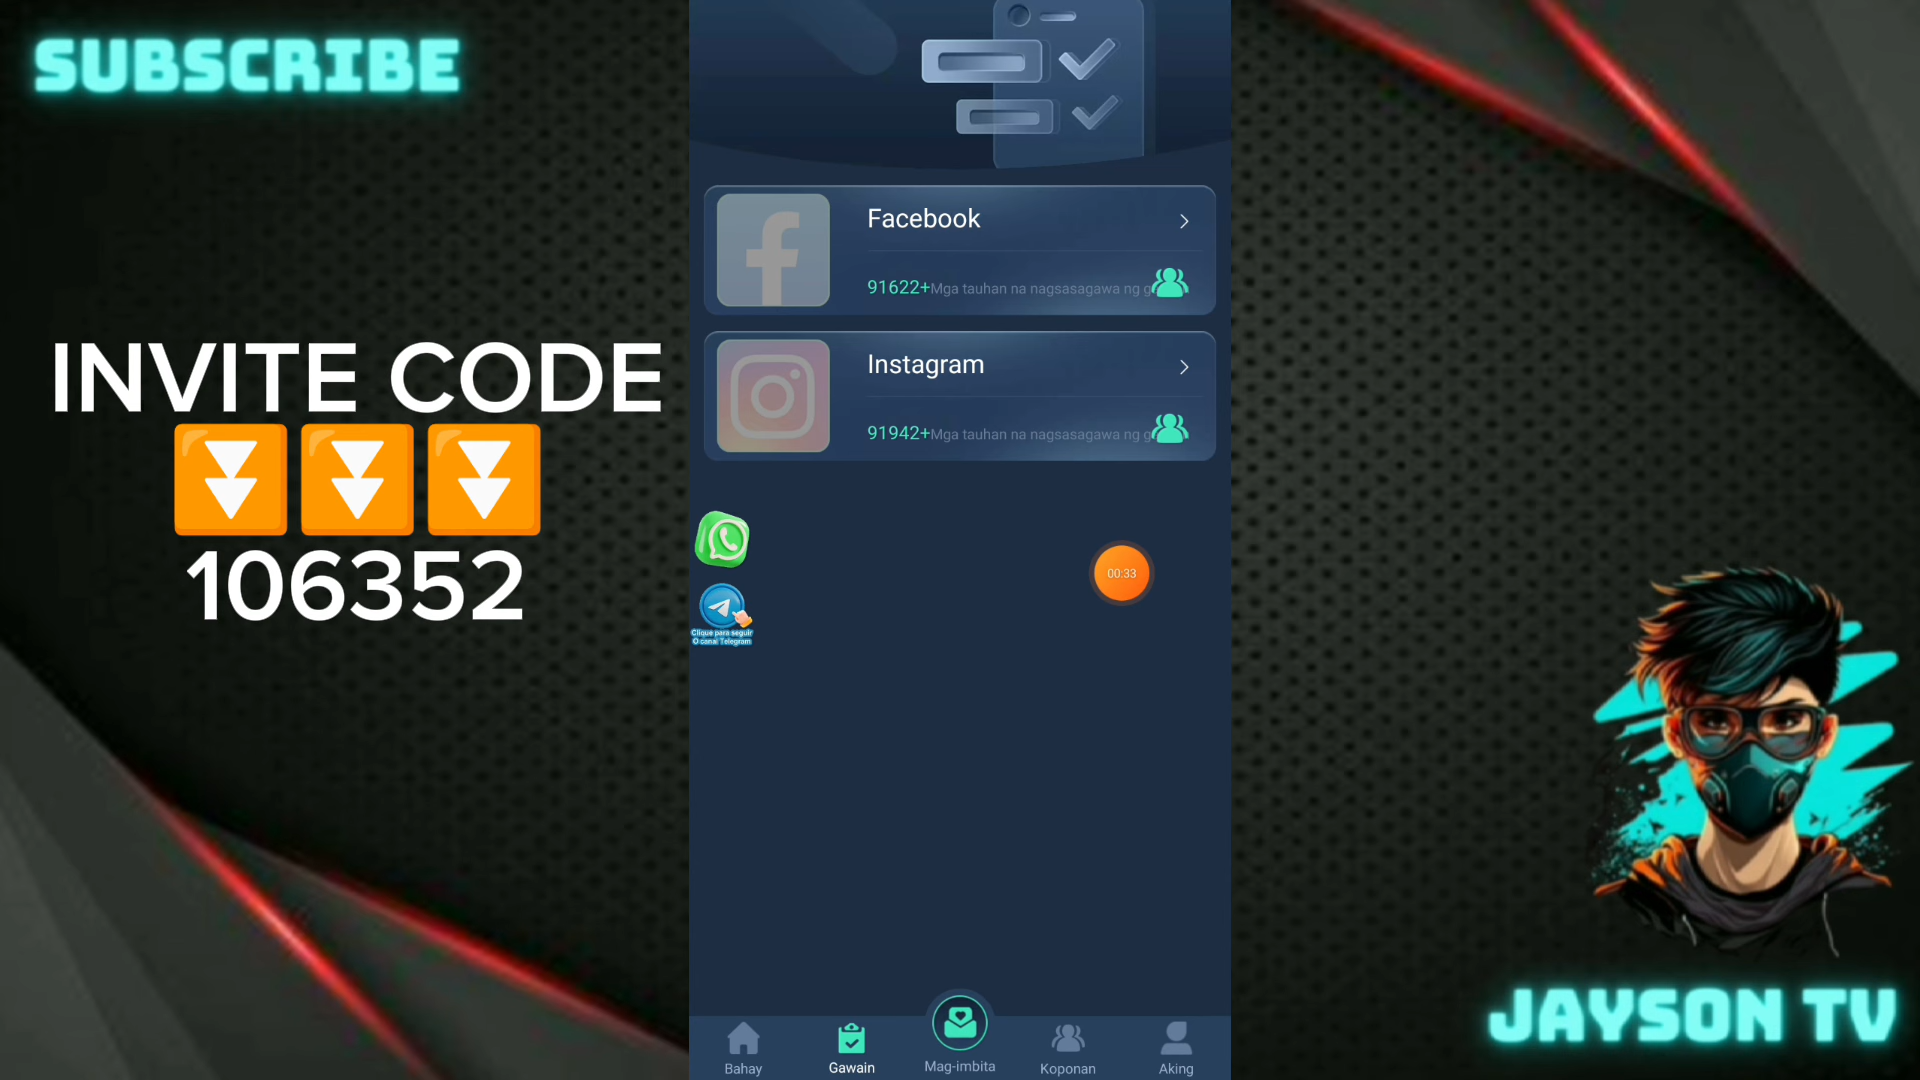 SUBSCRIBE
INVITE CODE
106352
Facebook
91622+Mga tauhan na nagsasagawa ng g
Instagram
91942+Mga tauhan na nagsasagawa ng g
Clique para seguir
O canal Telegram
00:33
Bahay
Gawain
Mag-imbita
Koponan
Aking
JAYSON TV